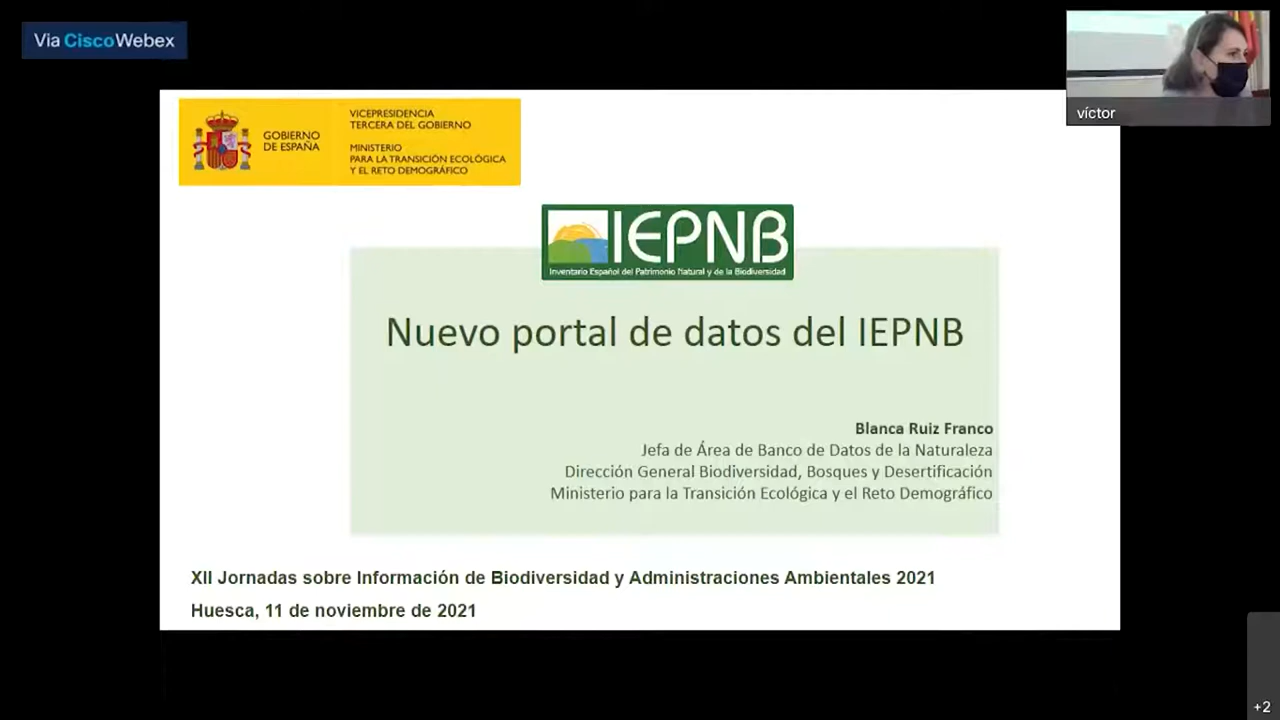 Via CiscoWebex
víctor
GOBIERNO
DE ESPAÑA
VICEPRESIDENCIA
TERCERA DEL GOBIERNO
MINISTERIO
PARA LA TRANSICIÓN ECOLÓGICA
Y EL RETO DEMOGRÁFICO
IEPNB
Inventario Español del Patrimonio Natural y de la Biodiversidad
Nuevo portal de datos del IEPNB
Blanca Ruiz Franco
Jefa de Área de Banco de Datos de la Naturaleza
Dirección General Biodiversidad, Bosques y Desertificación
Ministerio para la Transición Ecológica y el Reto Demográfico
XII Jornadas sobre Información de Biodiversidad y Administraciones Ambientales 2021
Huesca, 11 de noviembre de 2021
+2